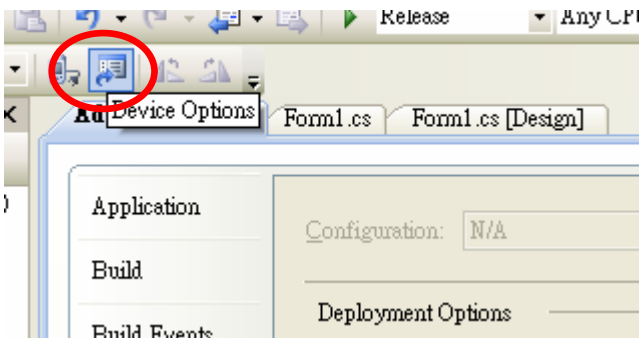 Release Any CPU
Device Options Form1.cs Form1.cs [Design]
Application
Configuration: N/A
Build
Deployment Options
Build Events